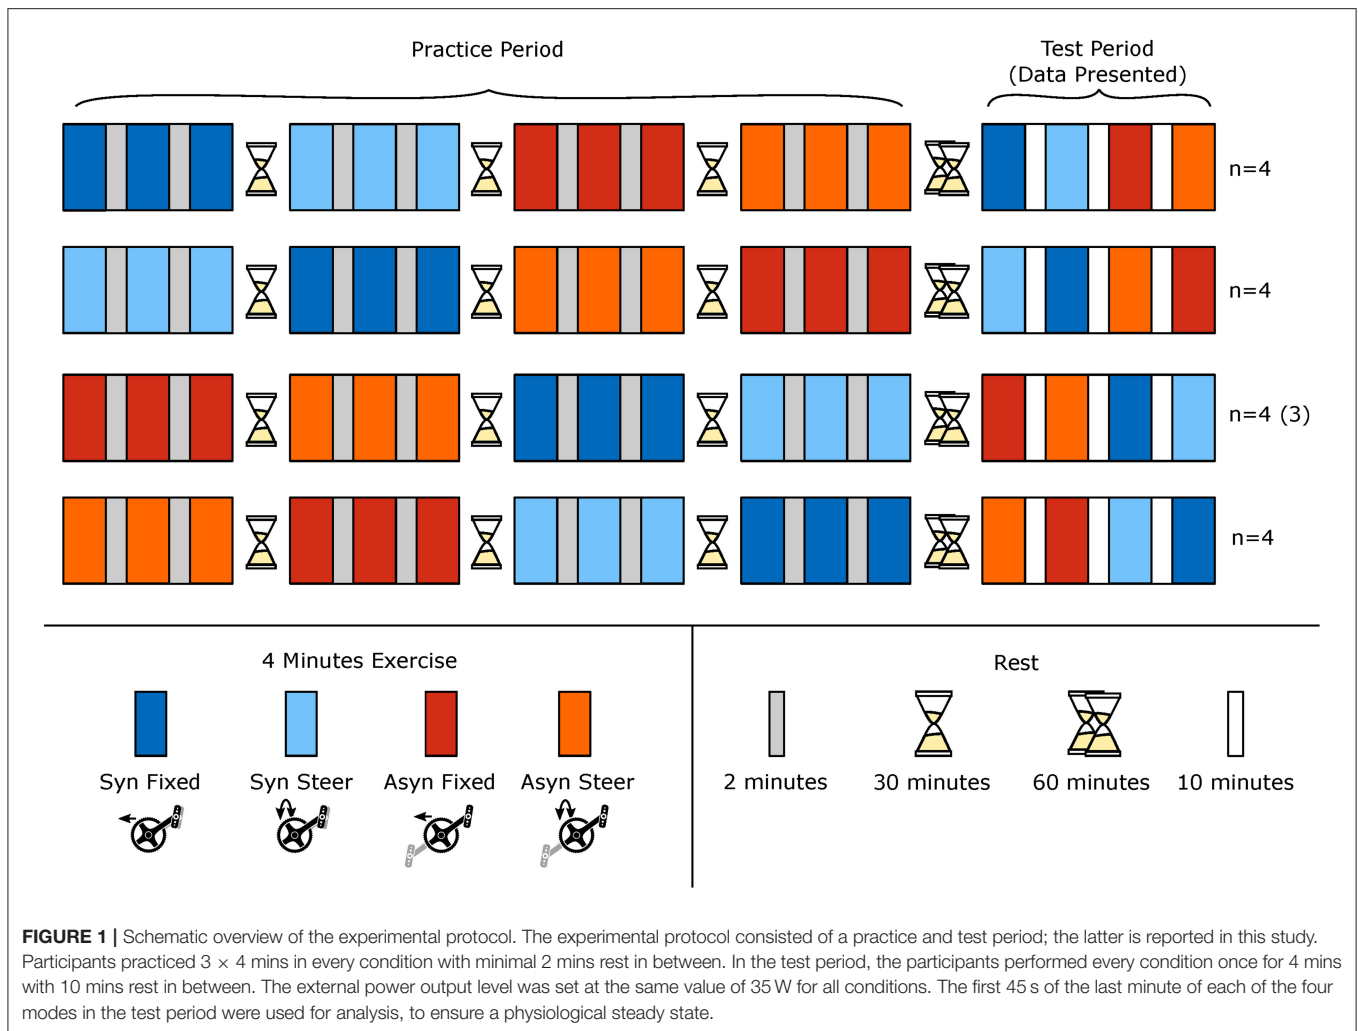 Practice Period
Test Period
(Data Presented)
n=4
n=4
n=4 (3)
n=4
4 Minutes Exercise
Rest
Syn Fixed
Syn Steer
Asyn Fixed
Asyn Steer
2 minutes
30 minutes
60 minutes
10 minutes
FIGURE 1 | Schematic overview of the experimental protocol. The experimental protocol consisted of a practice and test period; the latter is reported in this study.
Participants practiced 3 × 4 mins in every condition with minimal 2 mins rest in between. In the test period, the participants performed every condition once for 4 mins
with 10 mins rest in between. The external power output level was set at the same value of 35 W for all conditions. The first 45 s of the last minute of each of the four
modes in the test period were used for analysis, to ensure a physiological steady state.